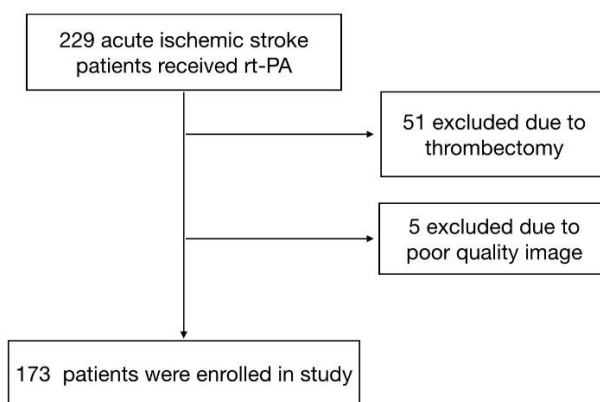 229 acute ischemic stroke
patients received rt-PA
51 excluded due to
thrombectomy
5 excluded due to
poor quality image
173 patients were enrolled in study